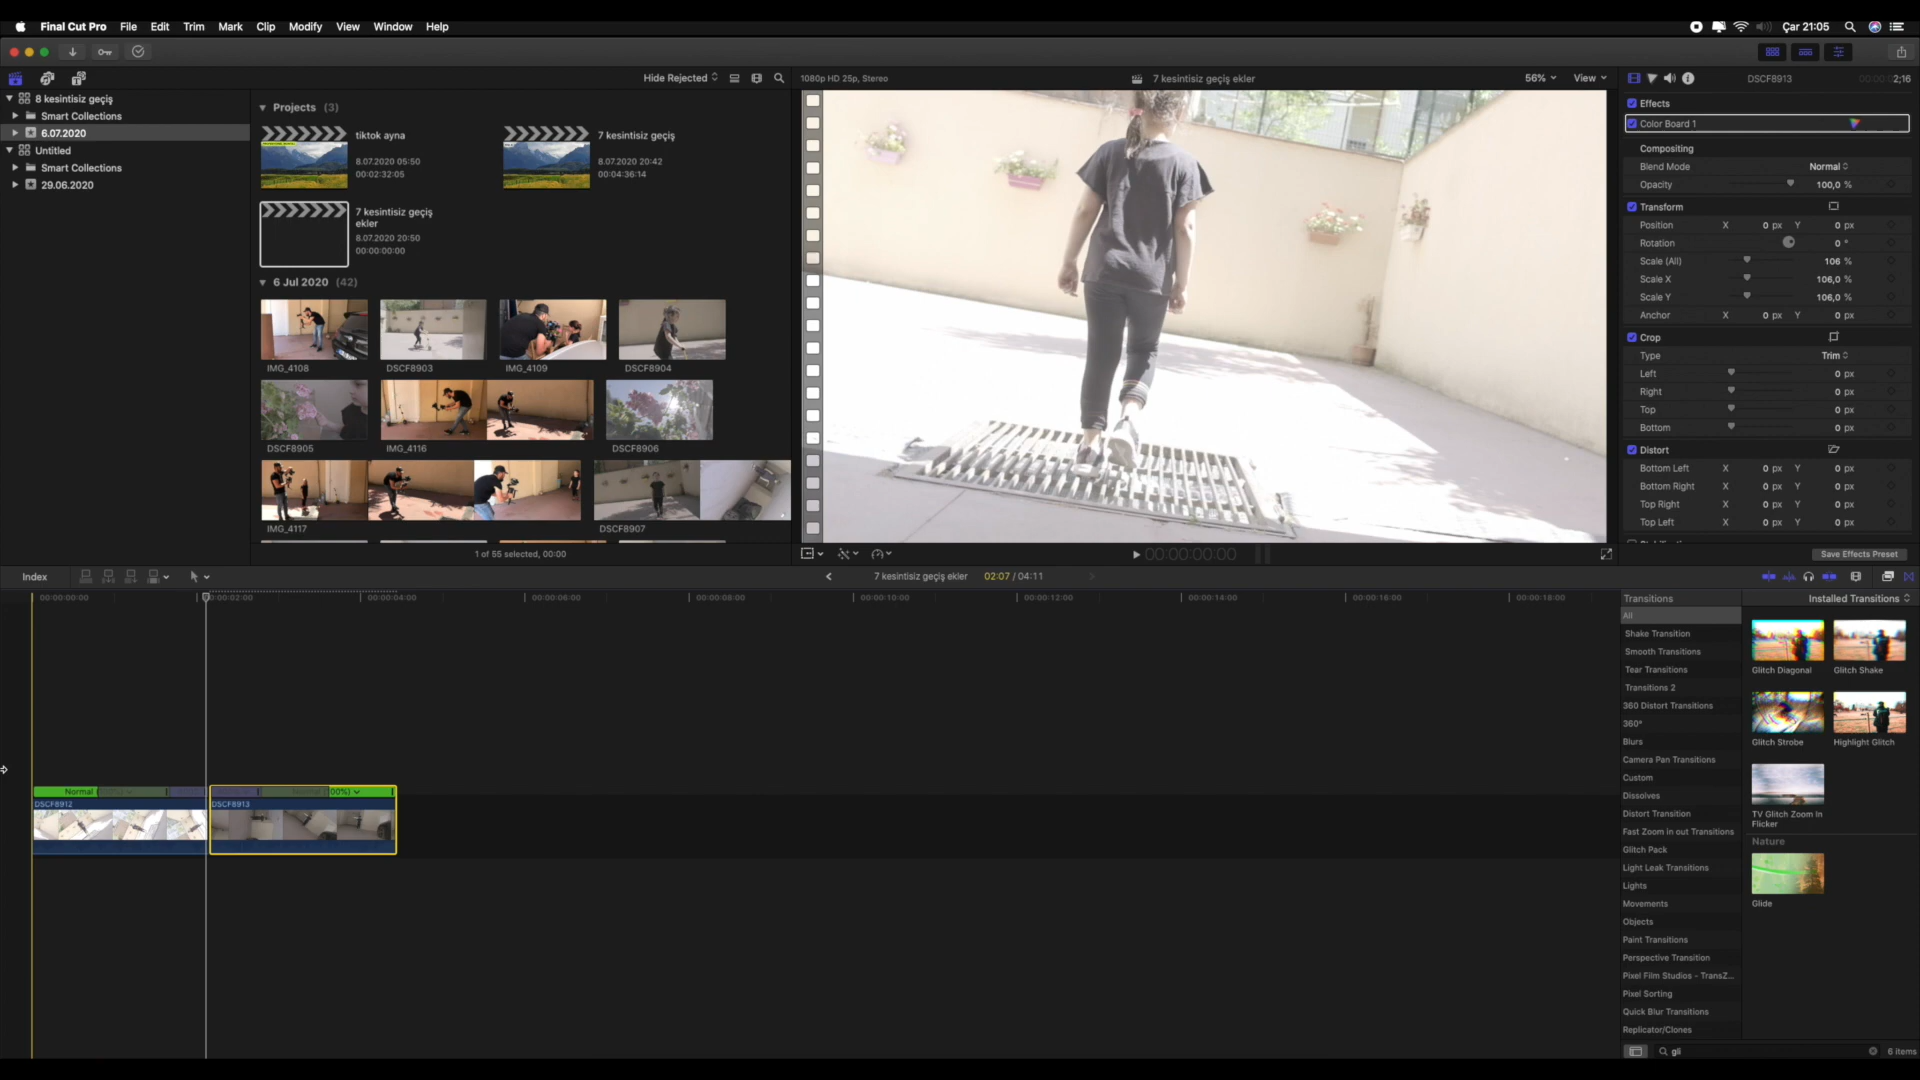 Final Cut Pro File Edit Trim Mark Clip Modify View Window Help
Çar 21:05
Hide Rejected
1080p HD 25p, Stereo
7 kesintisiz geçiş ekler
56%
View
DSCF8913
2;16
8 kesintisiz geçiş
Smart Collections
6.07.2020
Untitled
Smart Collections
29.06.2020
Projects (3)
tiktok ayna
8.07.2020 05:50
00:02:32:05
7 kesintisiz geçiş
8.07.2020 20:42
00:04:36:14
7 kesintisiz geçiş
ekler
8.07.2020 20:50
00:00:00:00
6 Jul 2020 (42)
IMG_4108
DSCF8903
IMG_4109
DSCF8904
DSCF8905
IMG_4116
DSCF8906
IMG_4117
DSCF8907
1 of 55 selected, 00:00
00:00:00:00
Effects
Color Board 1
Compositing
Blend Mode Normal
Opacity 100,0 %
Transform
Position X 0 px Y 0 px
Rotation 0 °
Scale (All) 106 %
Scale X 106,0 %
Scale Y 106,0 %
Anchor X 0 px Y 0 px
Crop
Type Trim
Left 0 px
Right 0 px
Top 0 px
Bottom 0 px
Distort
Bottom Left X 0 px Y 0 px
Bottom Right X 0 px Y 0 px
Top Right X 0 px Y 0 px
Top Left X 0 px Y 0 px
Save Effects Preset
Index
7 kesintisiz geçiş ekler 02:07 / 04:11
00:00:00:00 00:00:02:00 00:00:04:00 00:00:06:00 00:00:08:00 00:00:10:00 00:00:12:00 00:00:14:00 00:00:16:00 00:00:18:00
Normal
DSCF8912
Normal (100%)
DSCF8913
Transitions
Installed Transitions
All
Shake Transition
Smooth Transitions
Tear Transitions
Transitions 2
360 Distort Transitions
360°
Blurs
Camera Pan Transitions
Custom
Dissolves
Distort Transition
Fast Zoom in out Transitions
Glitch Pack
Light Leak Transitions
Lights
Movements
Objects
Paint Transitions
Perspective Transition
Pixel Film Studios - TransZ...
Pixel Sorting
Quick Blur Transitions
Replicator/Clones
Glitch Diagonal
Glitch Shake
Glitch Strobe
Highlight Glitch
TV Glitch Zoom In
Flicker
Nature
Glide
gli
6 items